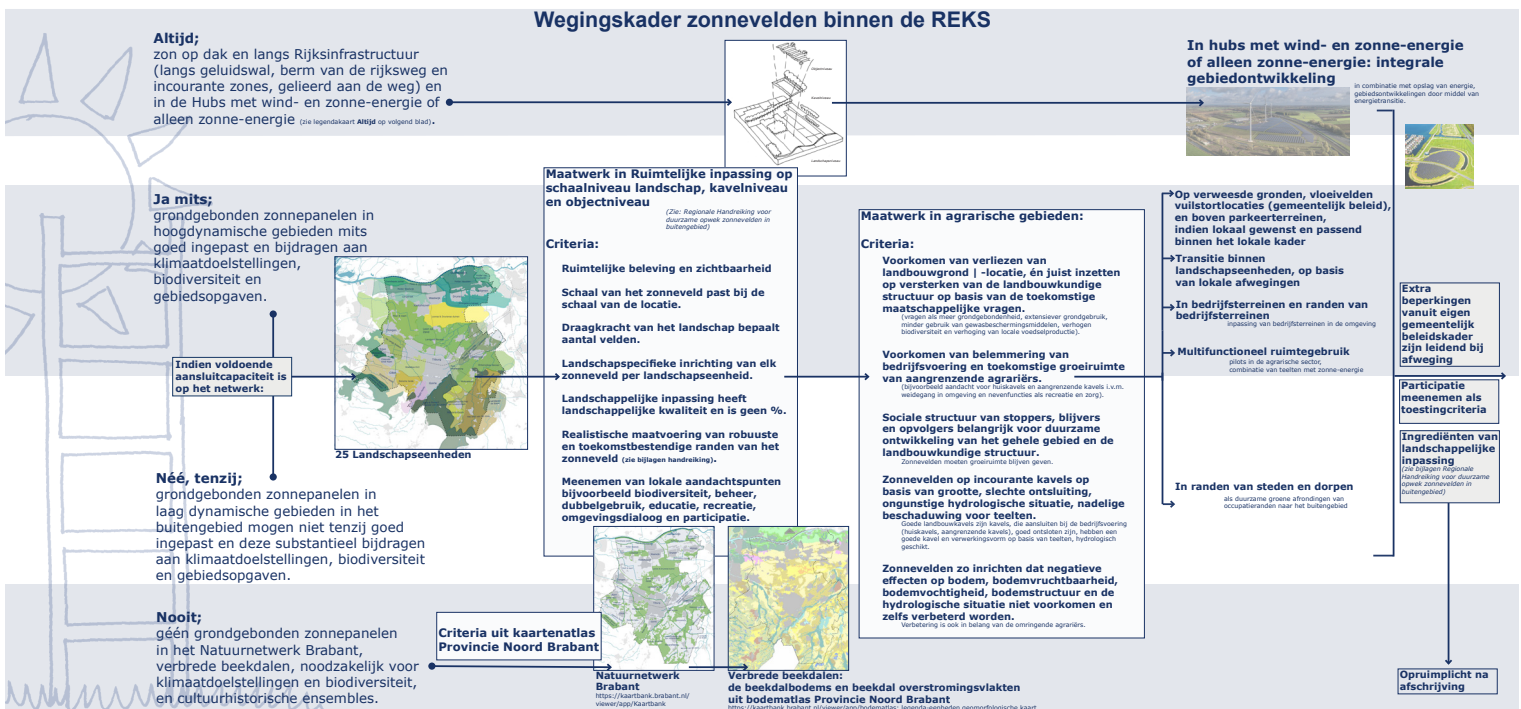 Wegingskader zonnevelden binnen de REKS
Altijd;
zon op dak en langs Rijksinfrastructuur
(langs geluidswal, berm van de rijksweg en
incourante zones, gelieerd aan de weg) en
in de Hubs met wind- en zonne-energie of
alleen zonne-energie (zie legendakaart Altijd op volgend blad).
Objectniveau
Kavelniveau
Landschapsniveau
In hubs met wind- en zonne-energie
of alleen zonne-energie: integrale
gebiedontwikkeling
in combinatie met opslag van energie,
gebiedsontwikkelingen door middel van
energietransitie.
Ja mits;
grondgebonden zonnepanelen in
hoogdynamische gebieden mits
goed ingepast en bijdragen aan
klimaatdoelstellingen,
biodiversiteit en
gebiedsopgaven.
Indien voldoende
aansluitcapaciteit is
op het netwerk:
25 Landschapseenheden
Néé, tenzij;
grondgebonden zonnepanelen in
laag dynamische gebieden in het
buitengebied mogen niet tenzij goed
ingepast en deze substantieel bijdragen
aan klimaatdoelstellingen, biodiversiteit
en gebiedsopgaven.
Nooit;
géén grondgebonden zonnepanelen
in het Natuurnetwerk Brabant,
verbrede beekdalen, noodzakelijk voor
klimaatdoelstellingen en biodiversiteit,
en cultuurhistorische ensembles.
Maatwerk in Ruimtelijke inpassing op
schaalniveau landschap, kavelniveau
en objectniveau
(Zie: Regionale Handreiking voor
duurzame opwek zonnevelden in
buitengebied)
Criteria:
Ruimtelijke beleving en zichtbaarheid
Schaal van het zonneveld past bij de
schaal van de locatie.
Draagkracht van het landschap bepaalt
aantal velden.
Landschapspecifieke inrichting van elk
zonneveld per landschapseenheid.
Landschappelijke inpassing heeft
landschappelijke kwaliteit en is geen %.
Realistische maatvoering van robuuste
en toekomstbestendige randen van het
zonneveld (zie bijlagen handreiking).
Meenemen van lokale aandachtspunten
bijvoorbeeld biodiversiteit, beheer,
dubbelgebruik, educatie, recreatie,
omgevingsdialoog en participatie.
Criteria uit kaartenatlas
Provincie Noord Brabant
Natuurnetwerk
Brabant
https://kaartbank.brabant.nl/
viewer/app/Kaartbank
Verbrede beekdalen:
de beekdalbodems en beekdal overstromingsvlakten
uit bodematlas Provincie Noord Brabant
https://kaartbank.brabant.nl/viewer/app/bodematlas: legenda-eenheden geomorfologische kaart
Maatwerk in agrarische gebieden:
Criteria:
Voorkomen van verliezen van
landbouwgrond | -locatie, én juist inzetten
op versterken van de landbouwkundige
structuur op basis van de toekomstige
maatschappelijke vragen.
(vragen als meer grondgebondenheid, extensiever grondgebruik,
minder gebruik van gewasbeschermingsmiddelen, verhogen
biodiversiteit en verhoging van locale voedselproductie).
Voorkomen van belemmering van
bedrijfsvoering en toekomstige groeiruimte
van aangrenzende agrariërs.
(bijvoorbeeld aandacht voor huiskavels en aangrenzende kavels i.v.m.
weidegang in omgeving en nevenfuncties als recreatie en zorg).
Sociale structuur van stoppers, blijvers
en opvolgers belangrijk voor duurzame
ontwikkeling van het gehele gebied en de
landbouwkundige structuur.
Zonnevelden moeten groeiruimte blijven geven.
Zonnevelden op incourante kavels op
basis van grootte, slechte ontsluiting,
ongunstige hydrologische situatie, nadelige
beschaduwing voor teelten.
Goede landbouwkavels zijn kavels, die aansluiten bij de bedrijfsvoering
(huiskavels, aangrenzende kavels), goed ontsloten zijn, hebben een
goede kavel en verwerkingsvorm op basis van teelten, hydrologisch
geschikt.
Zonnevelden zo inrichten dat negatieve
effecten op bodem, bodemvruchtbaarheid,
bodemvochtigheid, bodemstructuur en de
hydrologische situatie niet voorkomen en
zelfs verbeterd worden.
Verbetering is ook in belang van de omringende agrariërs.
Op verweesde gronden, vloeivelden
vuilstortlocaties (gemeentelijk beleid),
en boven parkeerterreinen,
indien lokaal gewenst en passend
binnen het lokale kader
Transitie binnen
landschapseenheden, op basis
van lokale afwegingen
In bedrijfsterreinen en randen van
bedrijfsterreinen
inpassing van bedrijfsterreinen in de omgeving
Multifunctioneel ruimtegebruik
pilots in de agrarische sector,
combinatie van teelten met zonne-energie
In randen van steden en dorpen
als duurzame groene afrondingen van
occupatieranden naar het buitengebied
Extra
beperkingen
vanuit eigen
gemeentelijk
beleidskader
zijn leidend bij
afweging
Participatie
meenemen als
toestingcriteria
Ingrediënten van
landschappelijke
inpassing
(zie bijlagen Regionale
Handreiking voor duurzame
opwek zonnevelden in
buitengebied)
Opruimplicht na
afschrijving